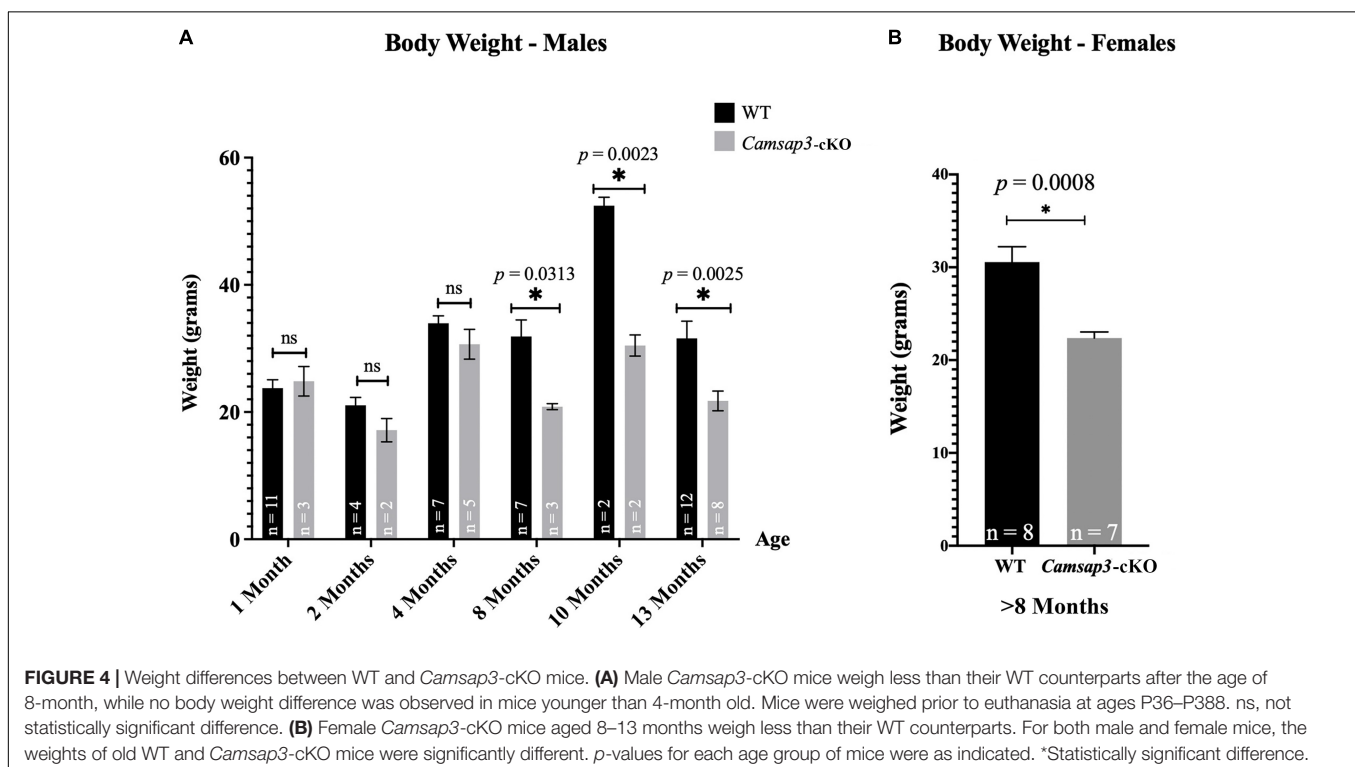 A
Body Weight - Males
WT
Camsap3-cKO
Weight (grams)
60
40
20
0
ns
ns
ns
p = 0.0313
*
p = 0.0023
*
p = 0.0025
*
n = 11
n = 3
n = 4
n = 2
n = 7
n = 5
n = 7
n = 3
n = 2
n = 2
n = 12
n = 8
Age
1 Month
2 Months
4 Months
8 Months
10 Months
13 Months
B
Body Weight - Females
Weight (grams)
40
30
20
10
0
p = 0.0008
*
n = 8
n = 7
WT
Camsap3-cKO
>8 Months
FIGURE 4 | Weight differences between WT and Camsap3-cKO mice. (A) Male Camsap3-cKO mice weigh less than their WT counterparts after the age of
8-month, while no body weight difference was observed in mice younger than 4-month old. Mice were weighed prior to euthanasia at ages P36–P388. ns, not
statistically significant difference. (B) Female Camsap3-cKO mice aged 8–13 months weigh less than their WT counterparts. For both male and female mice, the
weights of old WT and Camsap3-cKO mice were significantly different. p-values for each age group of mice were as indicated. *Statistically significant difference.